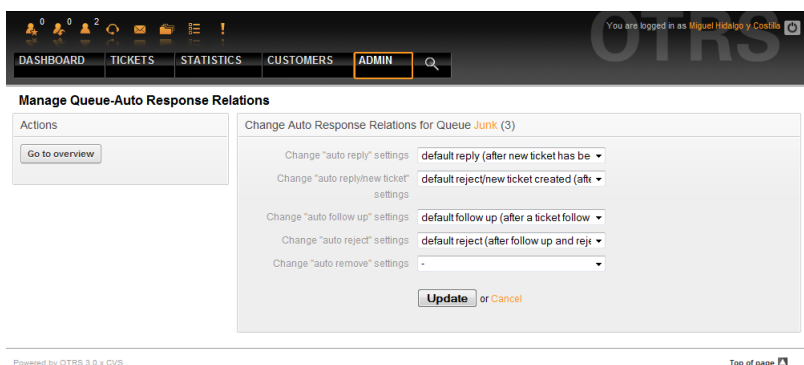 0 0 2
OTRS
You are logged in as Miguel Hidalgo y Costilla
DASHBOARD TICKETS STATISTICS CUSTOMERS ADMIN
Manage Queue-Auto Response Relations
Actions
Go to overview
Change Auto Response Relations for Queue Junk (3)
Change "auto reply" settings default reply (after new ticket has be
Change "auto reply/new ticket" settings default reject/new ticket created (afte
Change "auto follow up" settings default follow up (after a ticket follow
Change "auto reject" settings default reject (after follow up and reje
Change "auto remove" settings -
Update or Cancel
Powered by OTRS 3.0.x CVS
Top of page